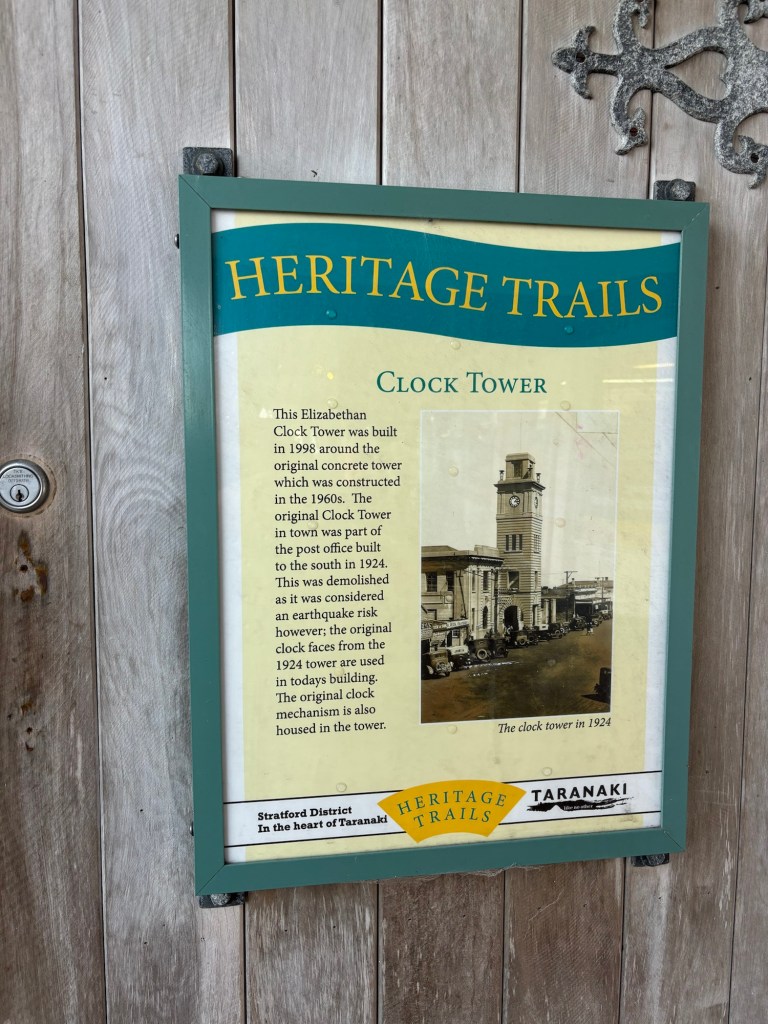 HERITAGE TRAILS
CLOCK TOWER
This Elizabethan
Clock Tower was built
in 1998 around the
original concrete tower
which was constructed
in the 1960s. The
original Clock Tower
in town was part of
the post office built
to the south in 1924.
This was demolished
as it was considered
an earthquake risk
however; the original
clock faces from the
1924 tower are used
in todays building.
The original clock
mechanism is also
housed in the tower.
The clock tower in 1924
Stratford District
In the heart of Taranaki
HERITAGE
TRAILS
TARANAKI
like no other